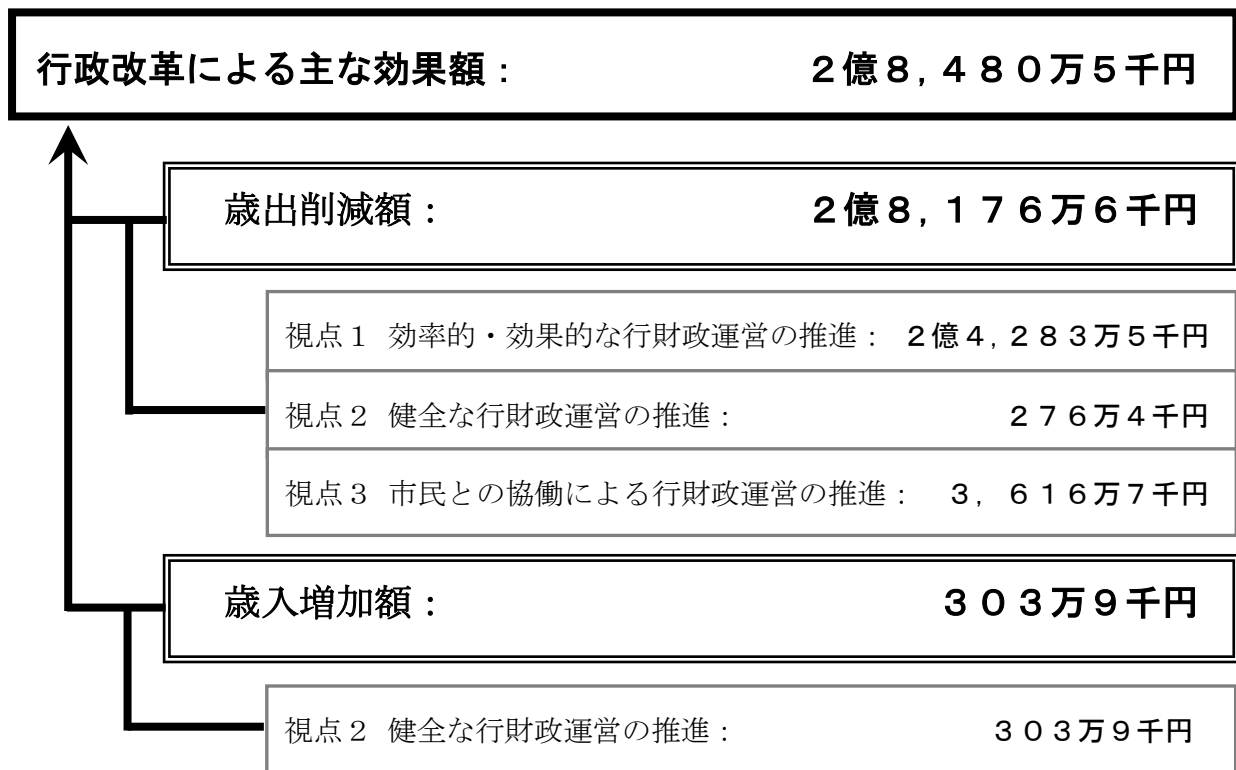 行政改革による主な効果額： 2億8,480万5千円
歳出削減額： 2億8,176万6千円
視点1 効率的・効果的な行財政運営の推進： 2億4,283万5千円
視点2 健全な行財政運営の推進： 276万4千円
視点3 市民との協働による行財政運営の推進： 3,616万7千円
歳入増加額： 303万9千円
視点2 健全な行財政運営の推進： 303万9千円